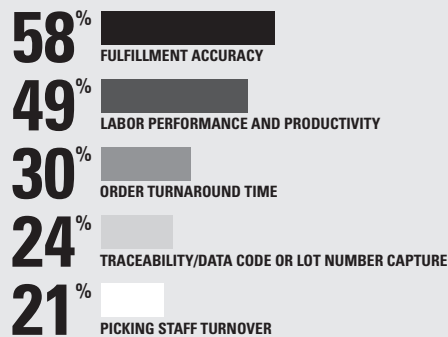 58%
FULFILLMENT ACCURACY
49%
LABOR PERFORMANCE AND PRODUCTIVITY
30%
ORDER TURNAROUND TIME
24%
TRACEABILITY/DATA CODE OR LOT NUMBER CAPTURE
21%
PICKING STAFF TURNOVER